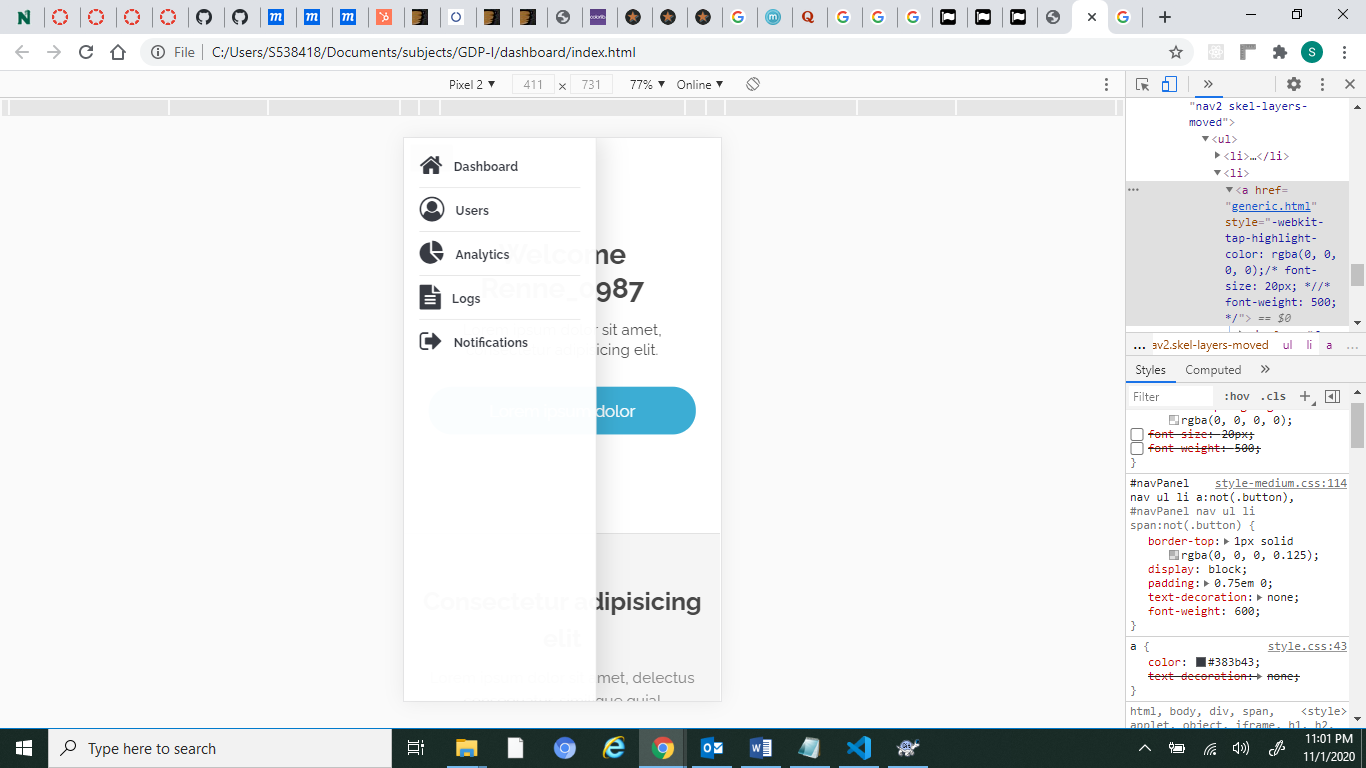 File | C:/Users/S538418/Documents/subjects/GDP-I/dashboard/index.html
S
Pixel 2 ▼ 411 × 731 77% ▼ Online ▼
Dashboard
Users
Analytics
Logs
Notifications
Welcome
Renne_0987
sit amet,
icing elit.
dolor
Consectetur adipisicing
elit
met, delectus
"nav2 skel-layers-
moved">
▼<ul>
▶<li>…</li>
▼<li>
… ▼<a href=
"generic.html"
style="-webkit-
tap-highlight-
color: rgba(0, 0,
0, 0);/* font-
size: 20px; *//*
font-weight: 500;
*/"> == $0
… av2.skel-layers-moved ul li a …
Styles Computed »
Filter :hov .cls +
rgba(0, 0, 0, 0);
font-size: 20px;
font-weight: 500;
}
#navPanel style-medium.css:114
nav ul li a:not(.button),
#navPanel nav ul li
span:not(.button) {
border-top: ▶ 1px solid
rgba(0, 0, 0, 0.125);
display: block;
padding: ▶ 0.75em 0;
text-decoration: ▶ none;
font-weight: 600;
}
a { style.css:43
color: #383b43;
text-decoration: ▶ none;
}
html, body, div, span, <style>
applet, object, iframe, h1, h2,
Type here to search
11:01 PM
11/1/2020